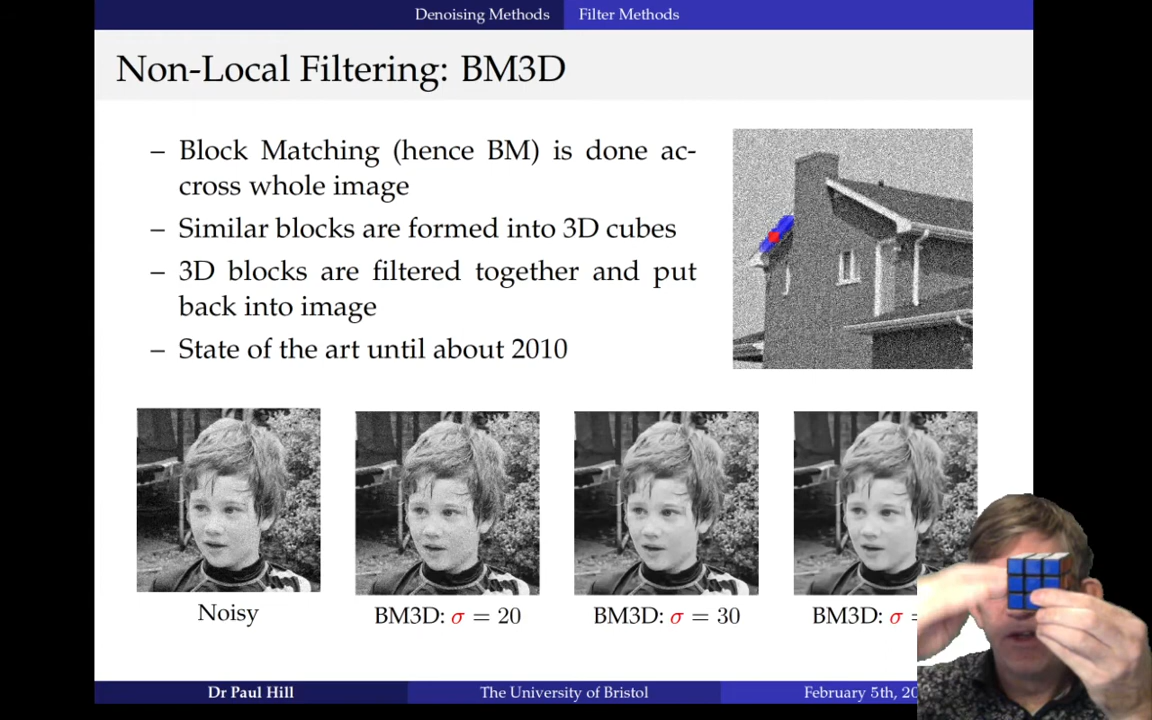 Denoising Methods Filter Methods
Non-Local Filtering: BM3D
– Block Matching (hence BM) is done ac-
cross whole image
– Similar blocks are formed into 3D cubes
– 3D blocks are filtered together and put
back into image
– State of the art until about 2010
Noisy
BM3D: σ = 20
BM3D: σ = 30
BM3D: σ =
Dr Paul Hill
The University of Bristol
February 5th,